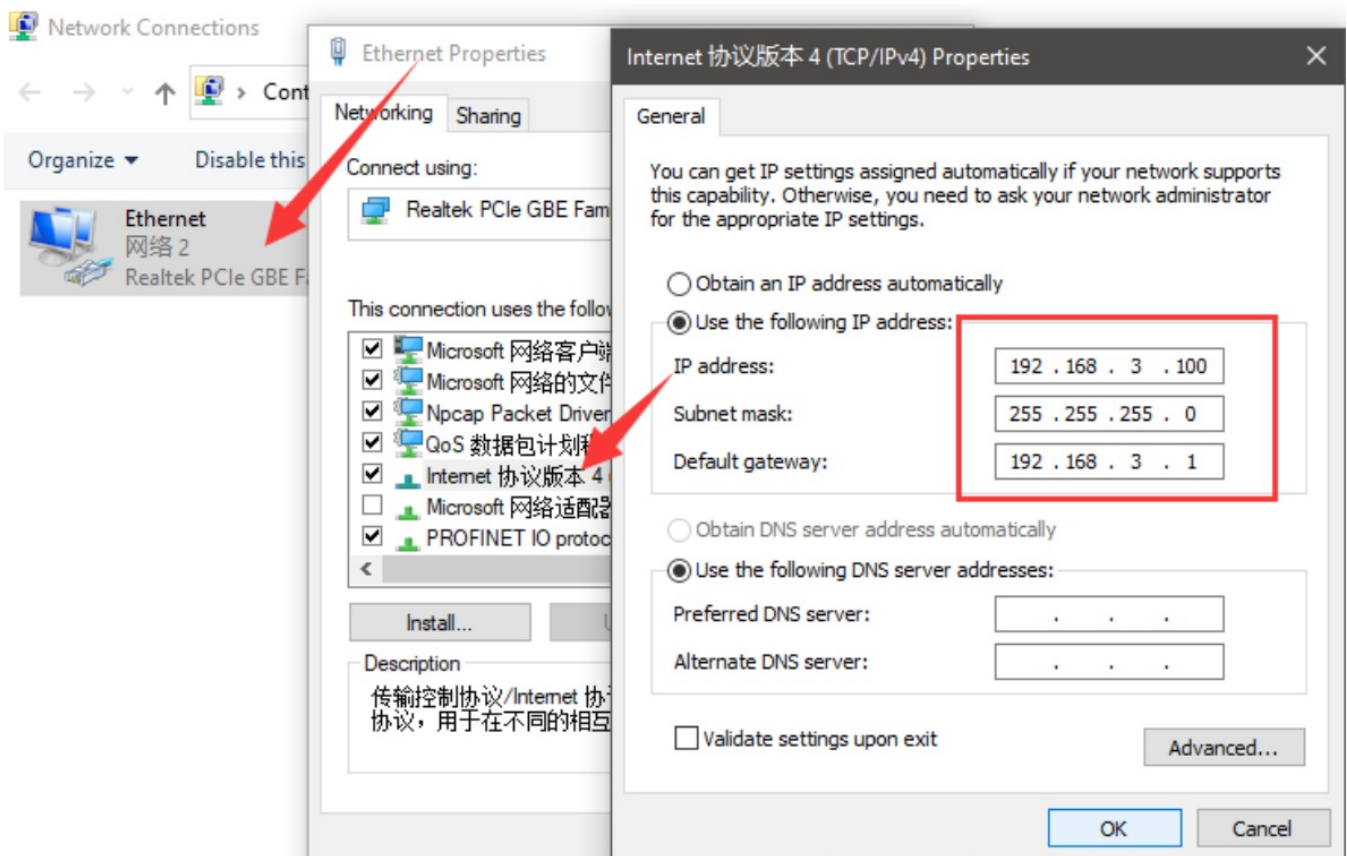 Network Connections
Cont
Organize
Disable this
Ethernet
网络 2
Realtek PCIe GBE F
Ethernet Properties
Networking
Sharing
Connect using:
Realtek PCIe GBE Fam
This connection uses the follow
Microsoft 网络客户端
Microsoft 网络的文件
Npcap Packet Driver
QoS 数据包计划程
Internet 协议版本 4
Microsoft 网络适配器
PROFINET IO protoc
Install...
U
Description
传输控制协议/Internet 协议
协议，用于在不同的相互
Internet 协议版本 4 (TCP/IPv4) Properties
General
You can get IP settings assigned automatically if your network supports
this capability. Otherwise, you need to ask your network administrator
for the appropriate IP settings.
Obtain an IP address automatically
Use the following IP address:
IP address:
192 . 168 . 3 . 100
Subnet mask:
255 . 255 . 255 . 0
Default gateway:
192 . 168 . 3 . 1
Obtain DNS server address automatically
Use the following DNS server addresses:
Preferred DNS server:
. . .
Alternate DNS server:
. . .
Validate settings upon exit
Advanced...
OK
Cancel